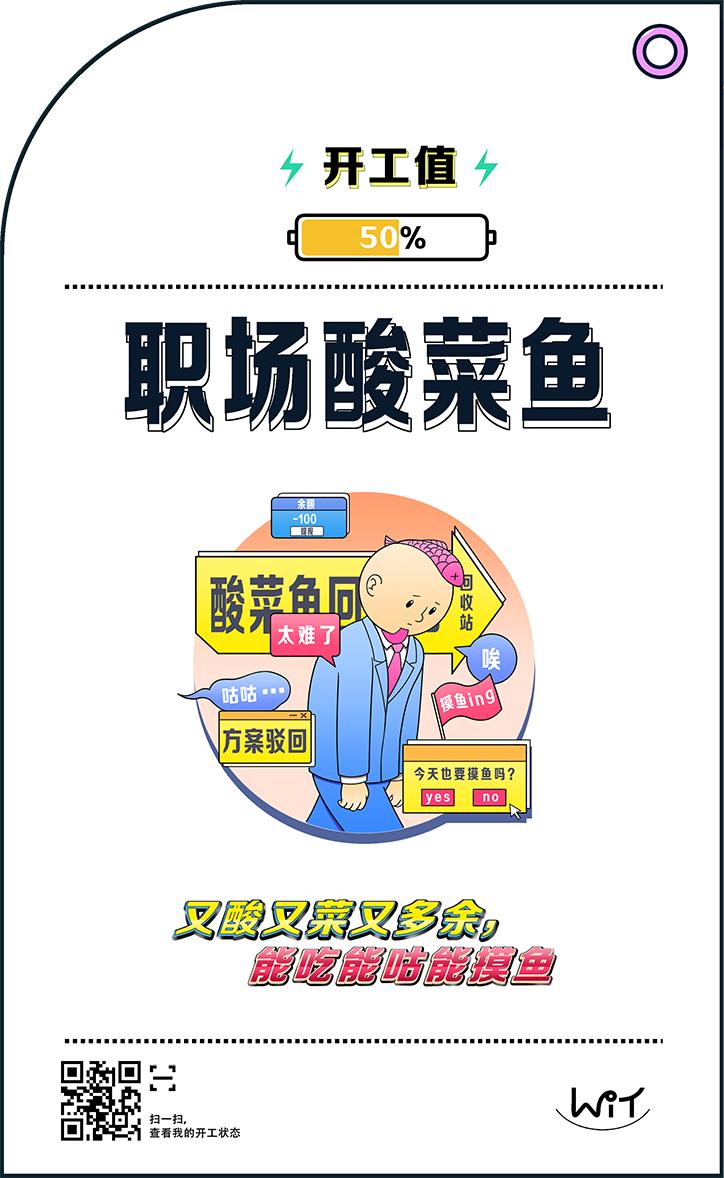 开工值
50%
职场酸菜鱼
余额
-100
提现
酸菜鱼回
回收站
太难了
唉
咕咕···
摸鱼ing
方案驳回
今天也要摸鱼吗?
yes no
又酸又菜又多余,
能吃能咕能摸鱼
扫一扫,
查看我的开工状态
WiT